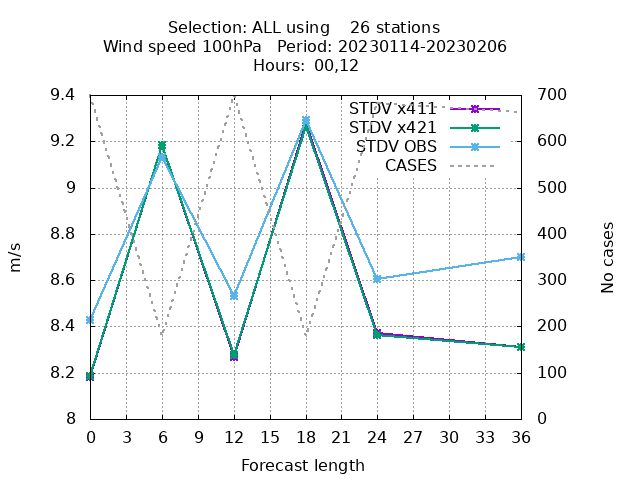 Selection: ALL using    26 stations
Wind speed 100hPa   Period: 20230114-20230206
Hours:  00,12
9.4
9.2
9
8.8
8.6
8.4
8.2
8
m/s
STDV x411
STDV x421
STDV OBS
CASES
700
600
500
400
300
200
100
0
No cases
0 3 6 9 12 15 18 21 24 27 30 33 36
Forecast length